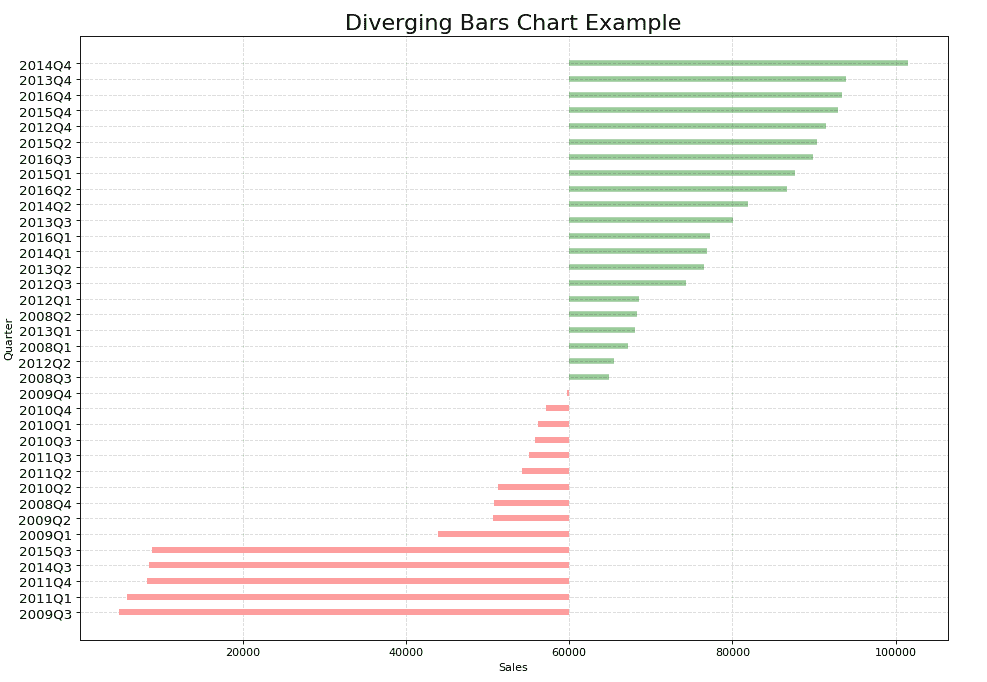 Diverging Bars Chart Example
2014Q4
2013Q4
2016Q4
2015Q4
2012Q4
2015Q2
2016Q3
2015Q1
2016Q2
2014Q2
2013Q3
2016Q1
2014Q1
2013Q2
2012Q3
2012Q1
2008Q2
2013Q1
2008Q1
2012Q2
2008Q3
2009Q4
2010Q4
2010Q1
2010Q3
2011Q3
2011Q2
2010Q2
2008Q4
2009Q2
2009Q1
2015Q3
2014Q3
2011Q4
2011Q1
2009Q3
Quarter
20000 40000 60000 80000 100000
Sales